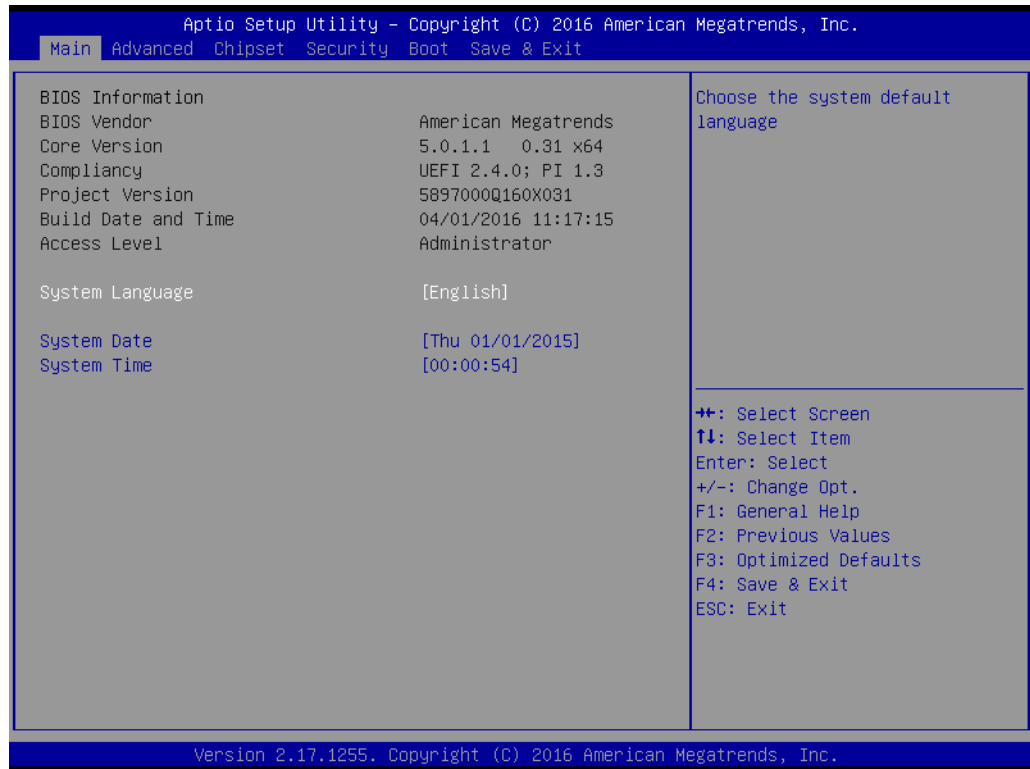 Aptio Setup Utility – Copyright (C) 2016 American Megatrends, Inc.
Main Advanced Chipset Security Boot Save & Exit
BIOS Information
BIOS Vendor American Megatrends
Core Version 5.0.1.1 0.31 x64
Compliancy UEFI 2.4.0; PI 1.3
Project Version 5897000Q160X031
Build Date and Time 04/01/2016 11:17:15
Access Level Administrator
System Language [English]
System Date [Thu 01/01/2015]
System Time [00:00:54]
Choose the system default
language
→←: Select Screen
↑↓: Select Item
Enter: Select
+/-: Change Opt.
F1: General Help
F2: Previous Values
F3: Optimized Defaults
F4: Save & Exit
ESC: Exit
Version 2.17.1255. Copyright (C) 2016 American Megatrends, Inc.